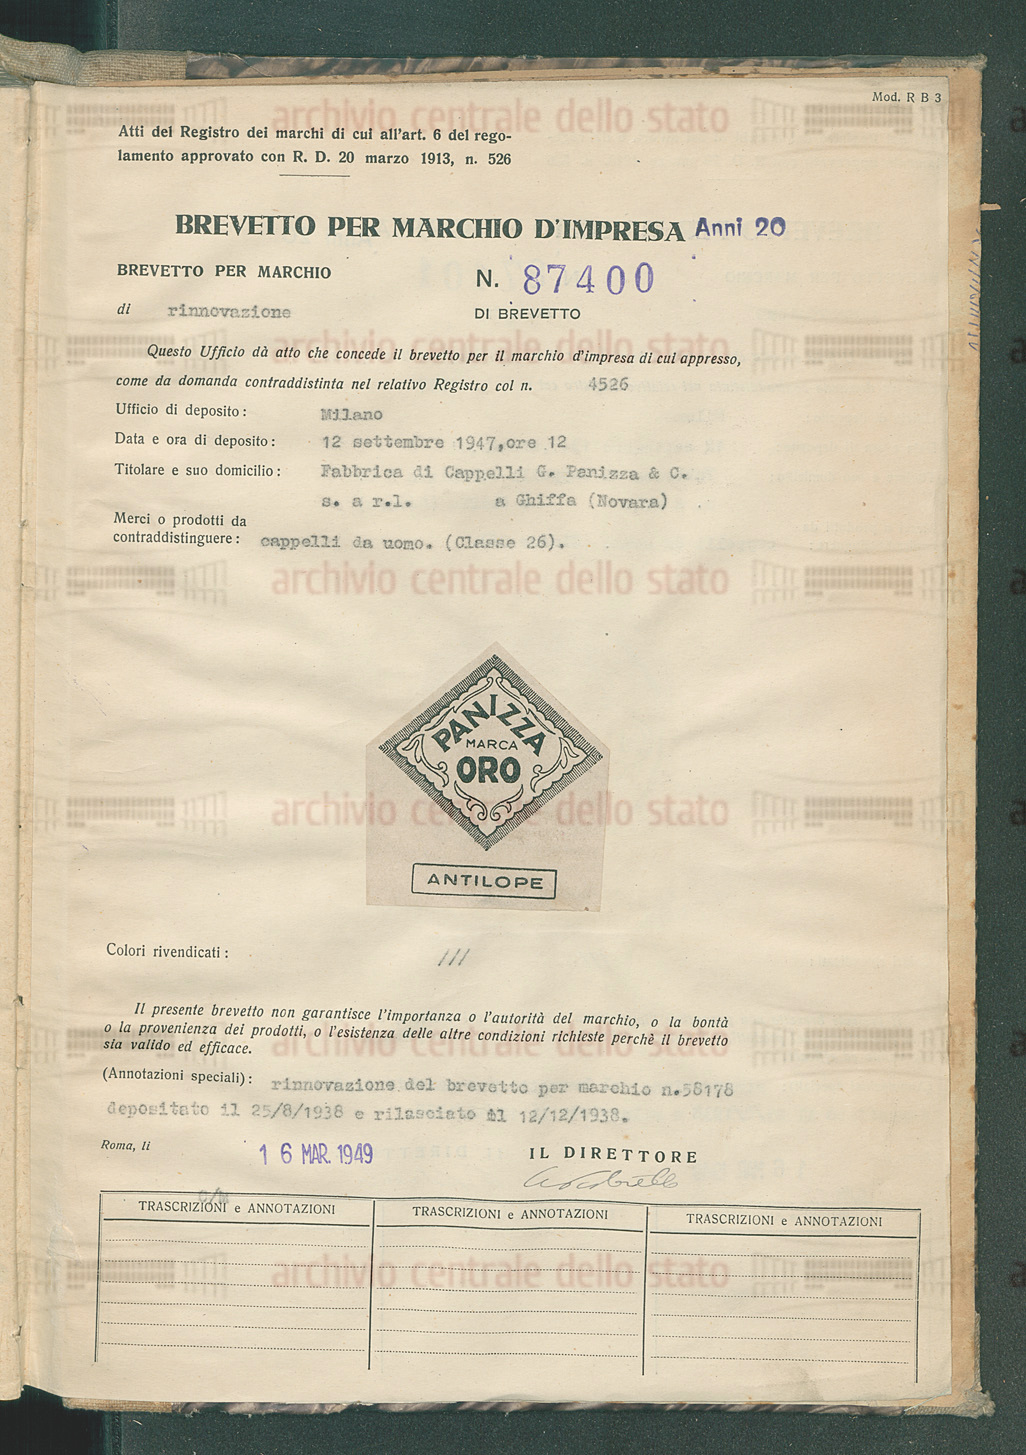 Mod. R B 3
Atti del Registro dei marchi di cui all'art. 6 del rego-
lamento approvato con R. D. 20 marzo 1913, n. 526
BREVETTO PER MARCHIO D'IMPRESA Anni 20
BREVETTO PER MARCHIO
N. 87400
di rinnovazione
DI BREVETTO
Questo Ufficio dà atto che concede il brevetto per il marchio d'impresa di cui appresso,
come da domanda contraddistinta nel relativo Registro col n. 4526
Ufficio di deposito: Milano
Data e ora di deposito: 12 settembre 1947, ore 12
Titolare e suo domicilio: Fabbrica di Cappelli G. Panizza & C.
s. a r.l. a Ghiffa (Novara)
Merci o prodotti da
contraddistinguere: cappelli da uomo. (Classe 26).
PANIZZA
MARCA
ORO
ANTILOPE
Colori rivendicati: ///
Il presente brevetto non garantisce l'importanza o l'autorità del marchio, o la bontà
o la provenienza dei prodotti, o l'esistenza delle altre condizioni richieste perchè il brevetto
sia valido ed efficace.
(Annotazioni speciali): rinnovazione del brevetto per marchio n.58178
depositato il 25/8/1938 e rilasciato il 12/12/1938.
Roma, li 16 MAR. 1949
IL DIRETTORE
TRASCRIZIONI e ANNOTAZIONI
TRASCRIZIONI e ANNOTAZIONI
TRASCRIZIONI e ANNOTAZIONI
archivio centrale dello stato
archivio centrale dello stato
archivio centrale dello stato
archivio centrale dello stato
archivio centrale dello stato
archivio centrale dello stato